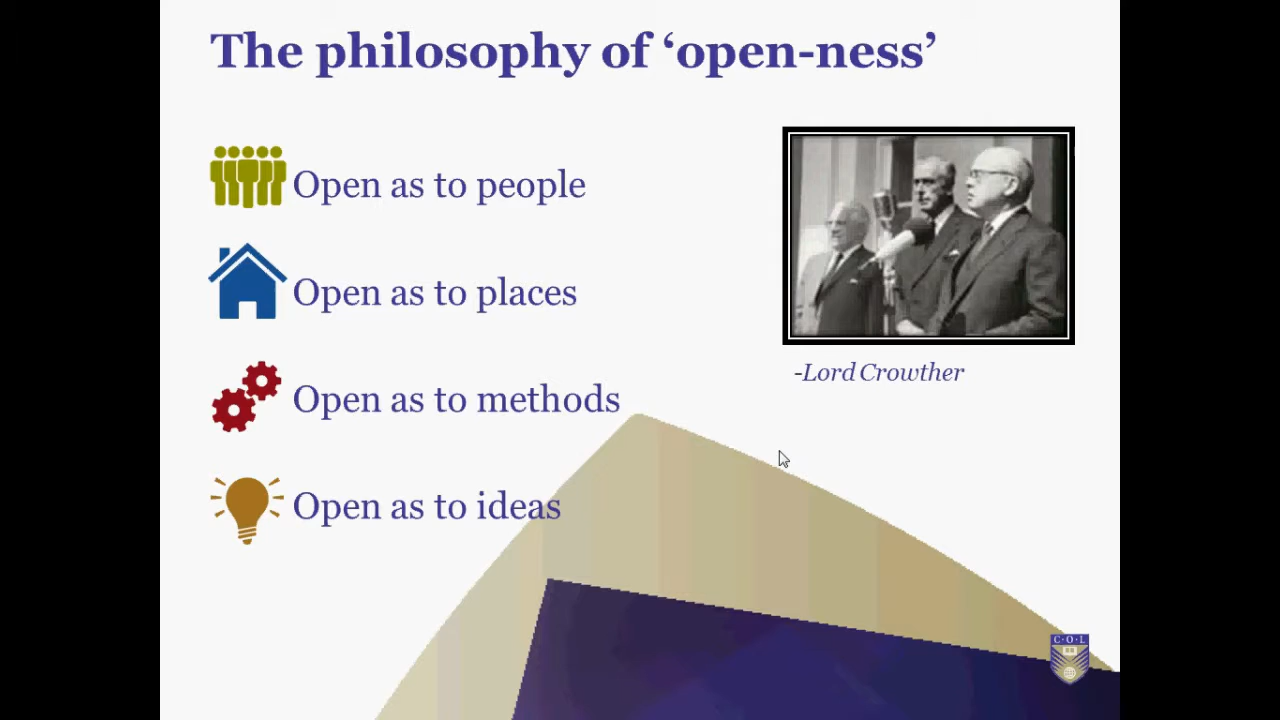 The philosophy of ‘open-ness’
Open as to people
Open as to places
-Lord Crowther
Open as to methods
Open as to ideas
C·O·L